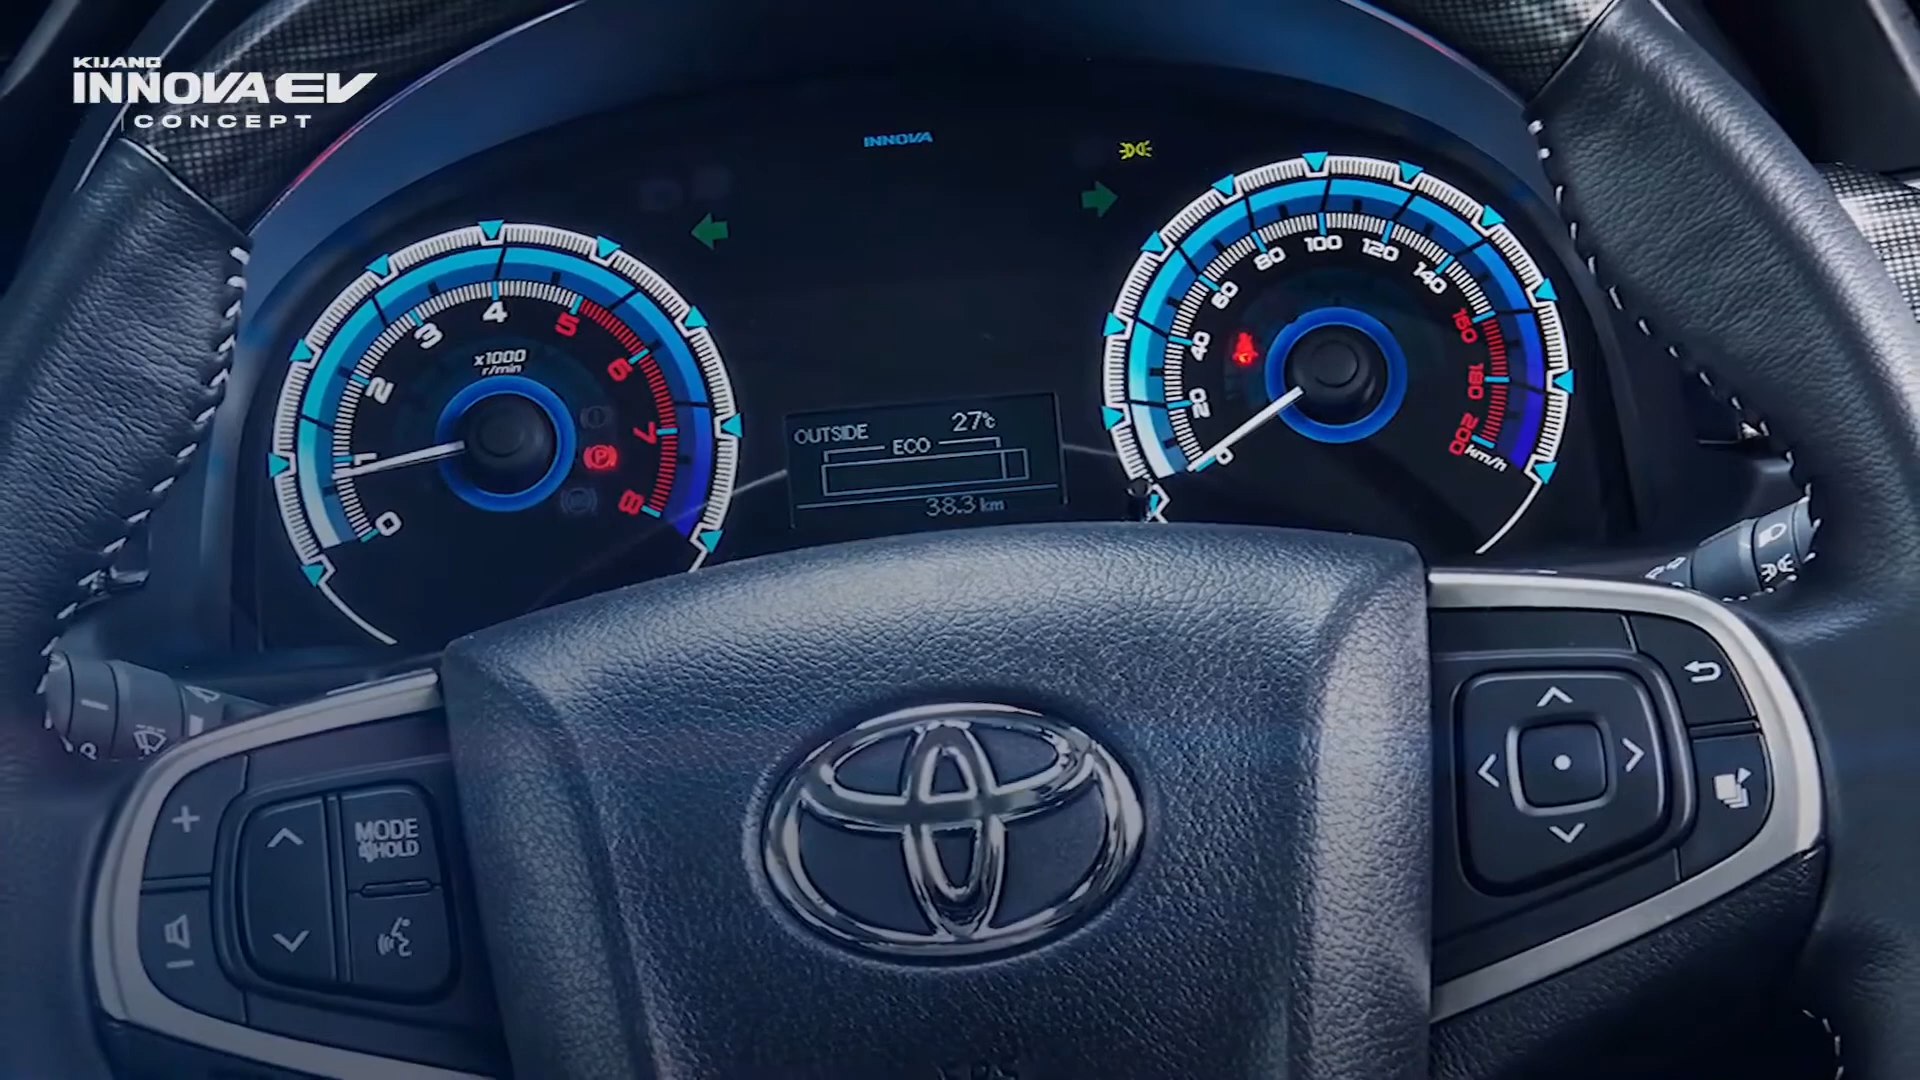 KIJANG
INNOVA EV
CONCEPT
INNOVA
0
1
2
3
4
5
6
7
8
x1000
r/min
P
OUTSIDE 27°C
ECO
38.3 km
0
20
40
60
80
100
120
140
160
180
200
km/h
+
MODE
HOLD